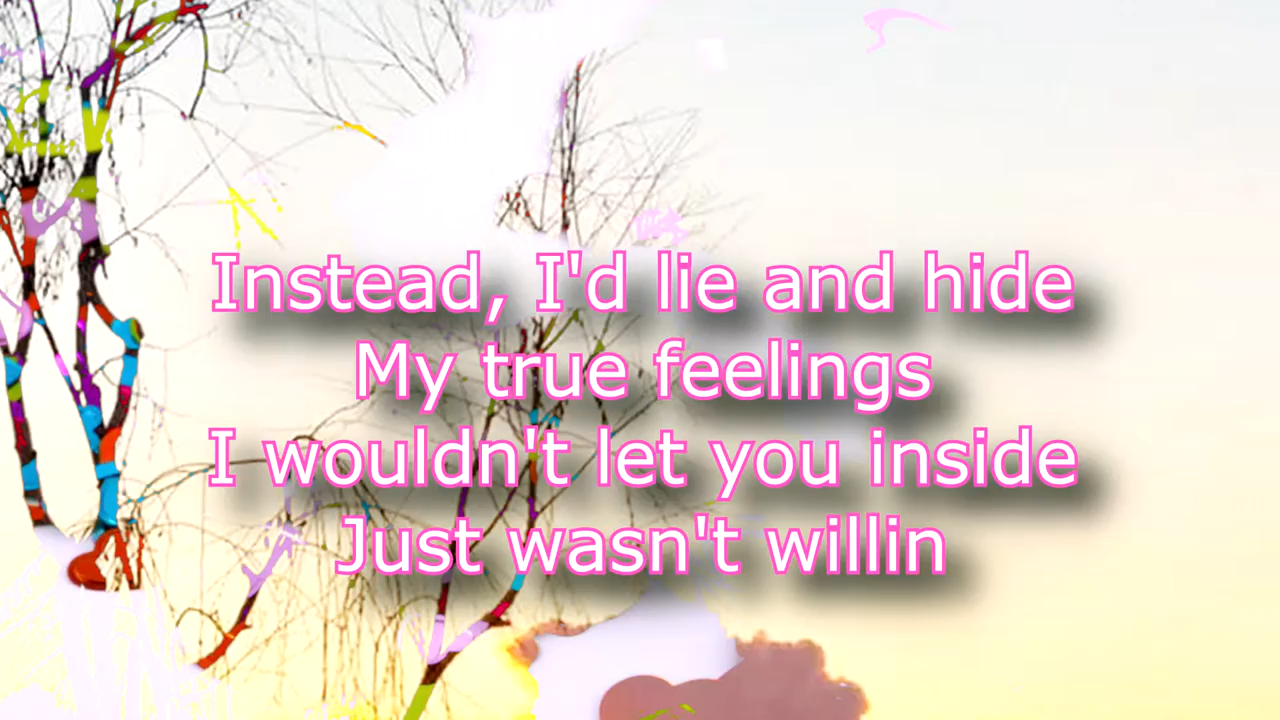 Instead, I'd lie and hide
My true feelings
I wouldn't let you inside
Just wasn't willin